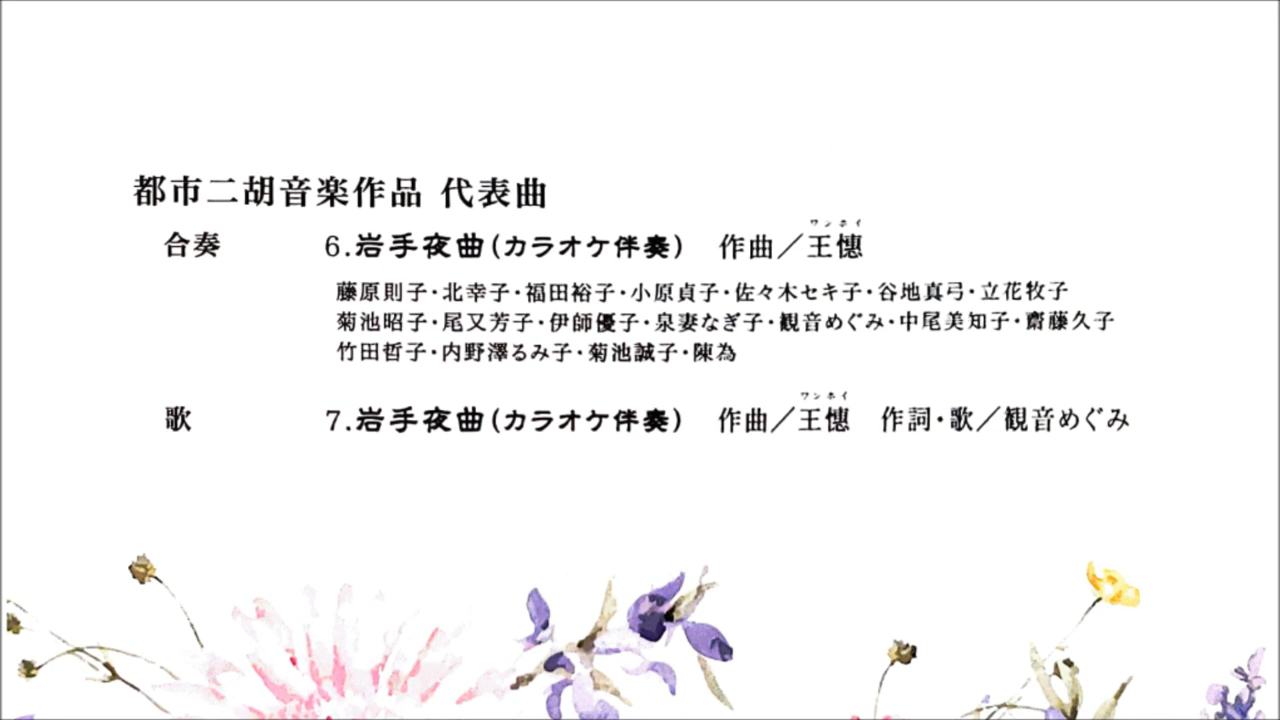 都市二胡音楽作品 代表曲
ワンホイ
合奏 6.岩手夜曲(カラオケ伴奏) 作曲／王憓
藤原則子・北幸子・福田裕子・小原貞子・佐々木セキ子・谷地真弓・立花牧子
菊池昭子・尾又芳子・伊師優子・泉妻なぎ子・観音めぐみ・中尾美知子・齋藤久子
竹田哲子・内野澤るみ子・菊池誠子・陳為
ワンホイ
歌 7.岩手夜曲(カラオケ伴奏) 作曲／王憓 作詞・歌／観音めぐみ